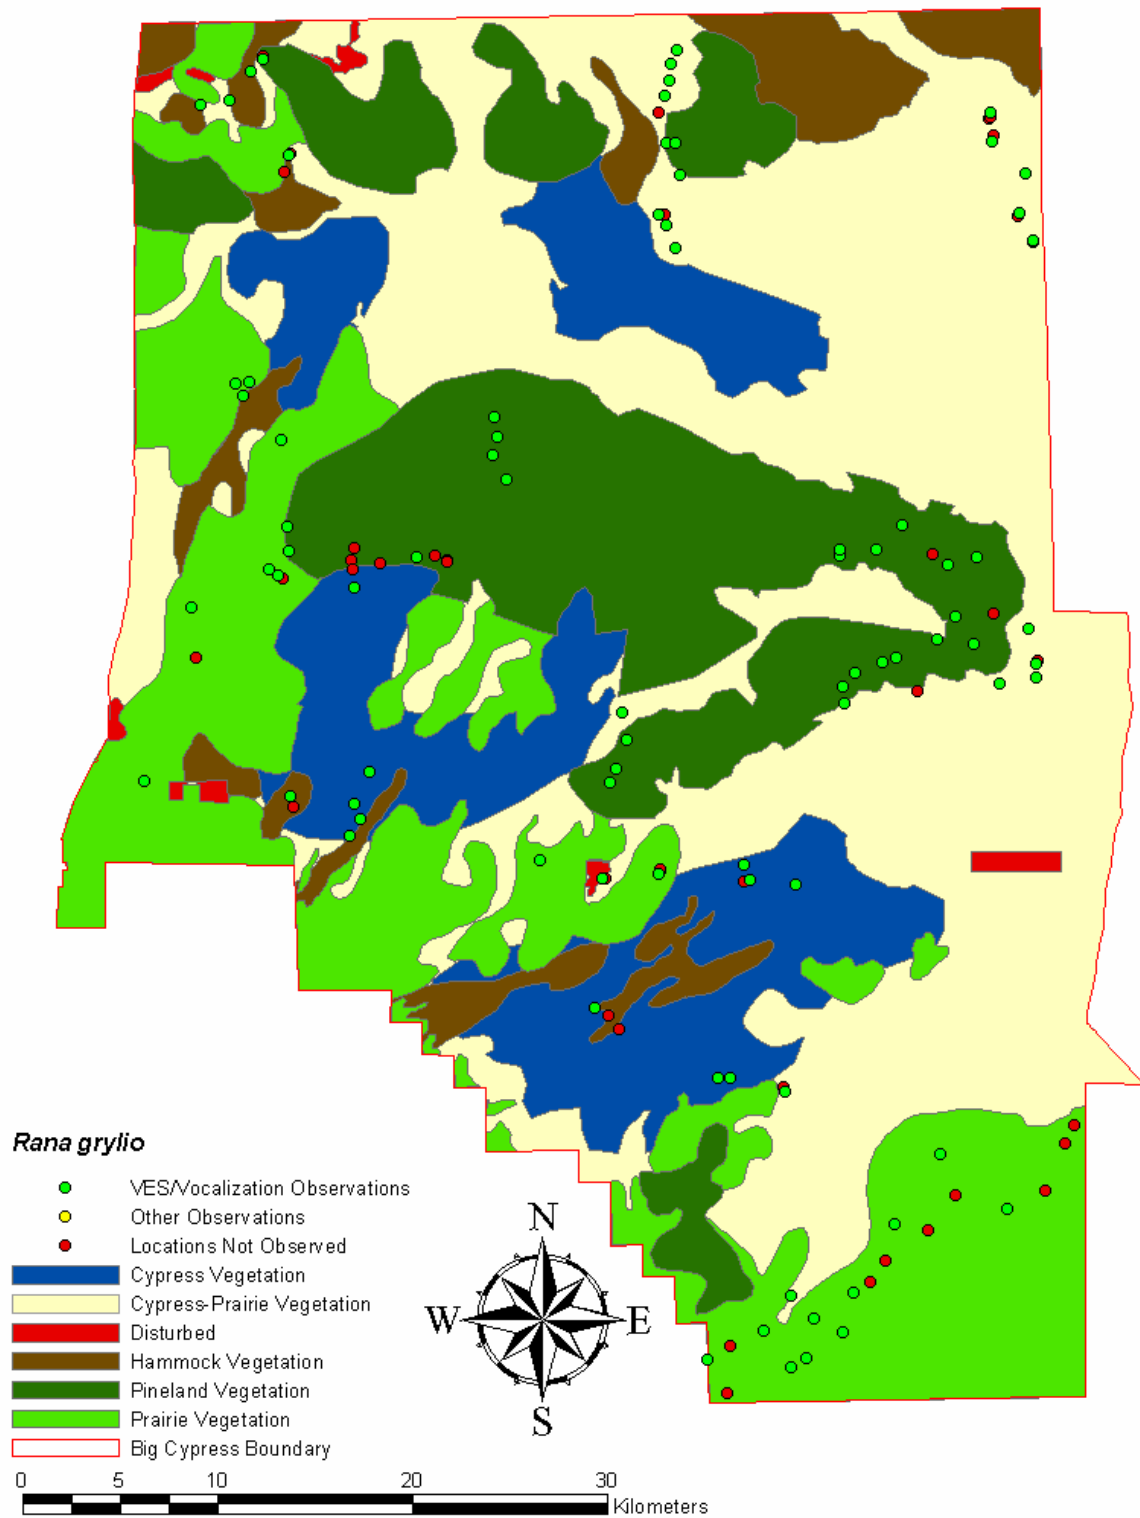 Rana grylio
VES/Vocalization Observations
Other Observations
Locations Not Observed
Cypress Vegetation
Cypress-Prairie Vegetation
Disturbed
Hammock Vegetation
Pineland Vegetation
Prairie Vegetation
Big Cypress Boundary
N
W E
S
0 5 10 20 30
Kilometers